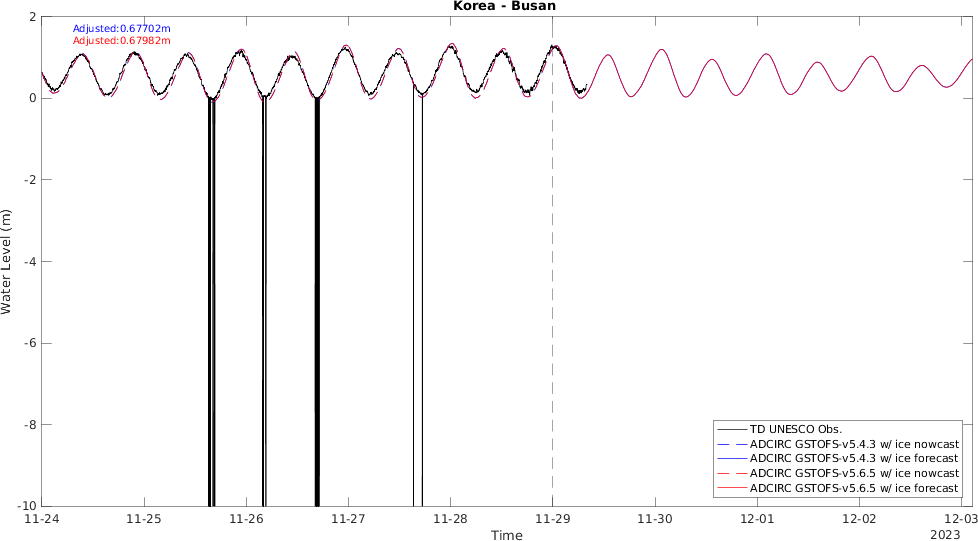 Korea - Busan
Adjusted:0.67702m
Adjusted:0.67982m
2
0
-2
-4
-6
-8
-10
Water Level (m)
TD UNESCO Obs.
ADCIRC GSTOFS-v5.4.3 w/ ice nowcast
ADCIRC GSTOFS-v5.4.3 w/ ice forecast
ADCIRC GSTOFS-v5.6.5 w/ ice nowcast
ADCIRC GSTOFS-v5.6.5 w/ ice forecast
11-24 11-25 11-26 11-27 11-28 11-29 11-30 12-01 12-02 12-03
Time
2023